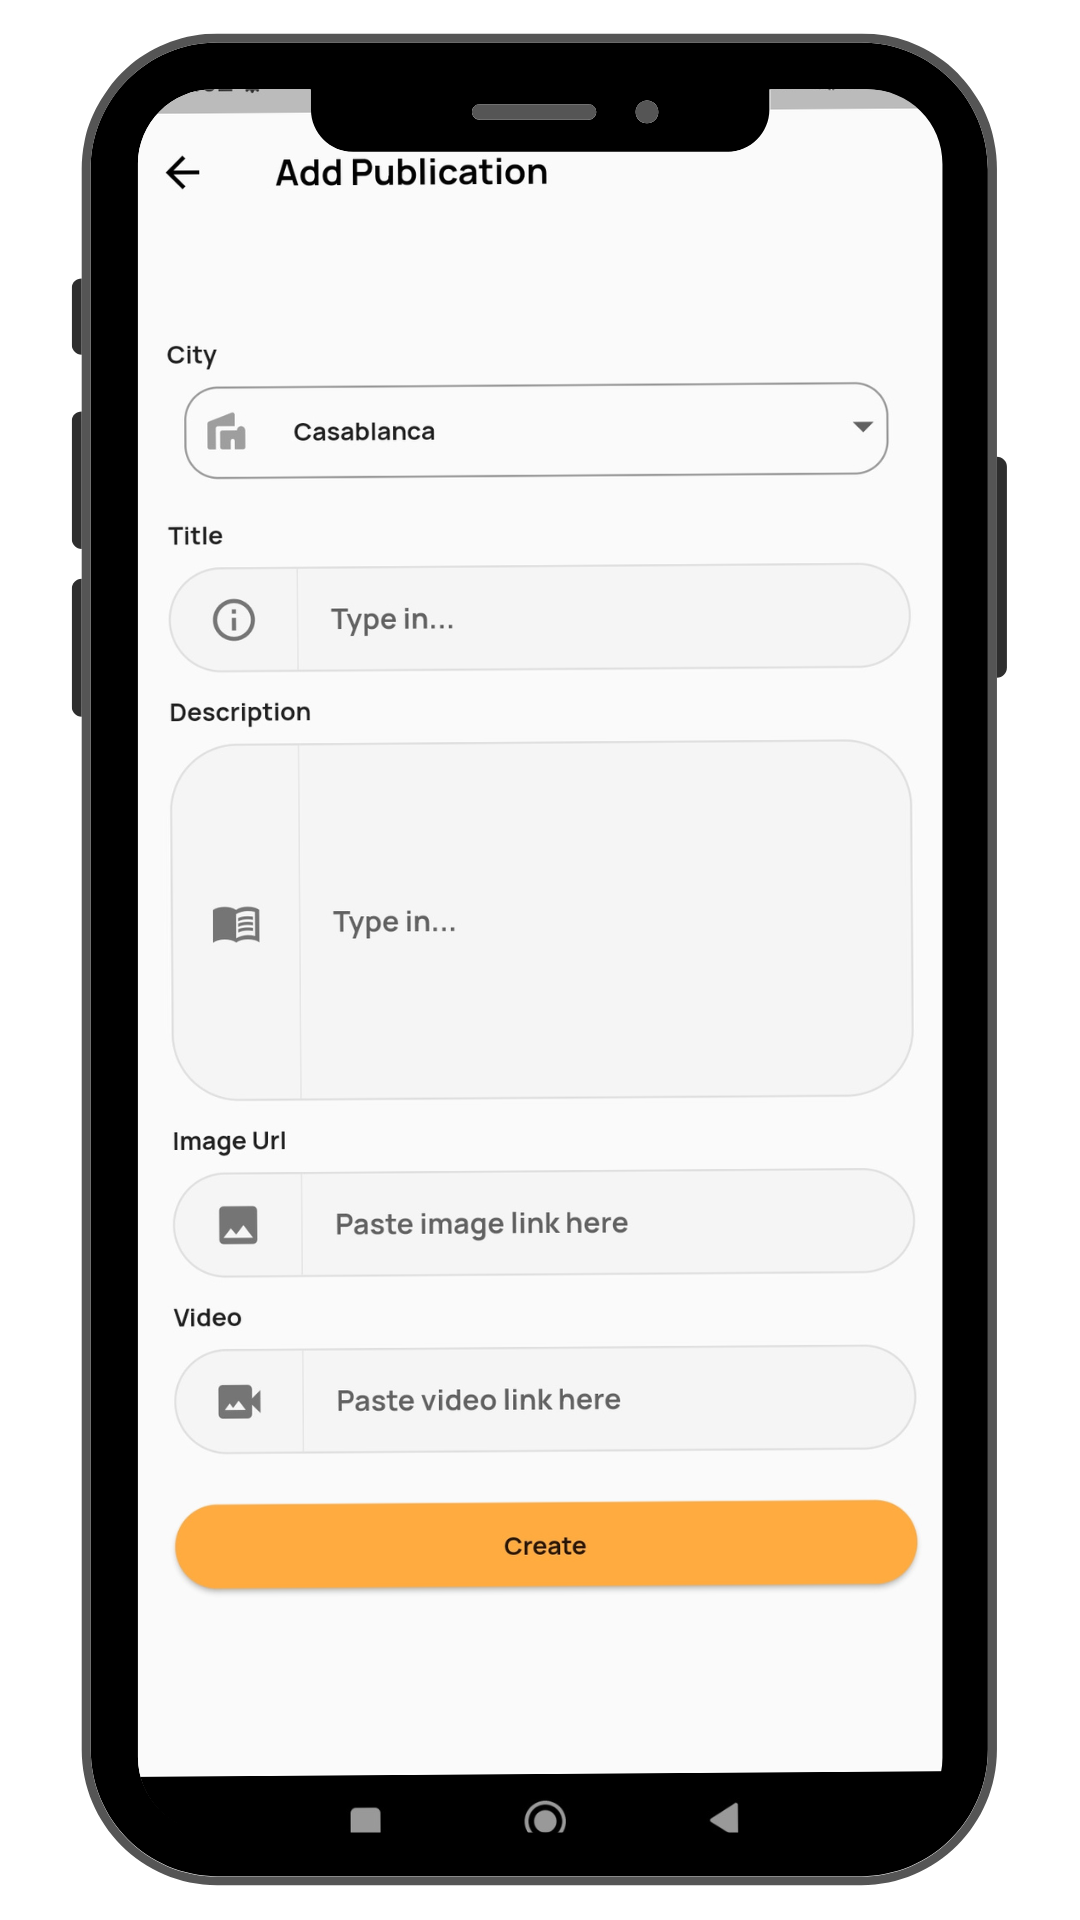 Add Publication
City
Casablanca
Title
Type in...
Description
Type in...
Image Url
Paste image link here
Video
Paste video link here
Create